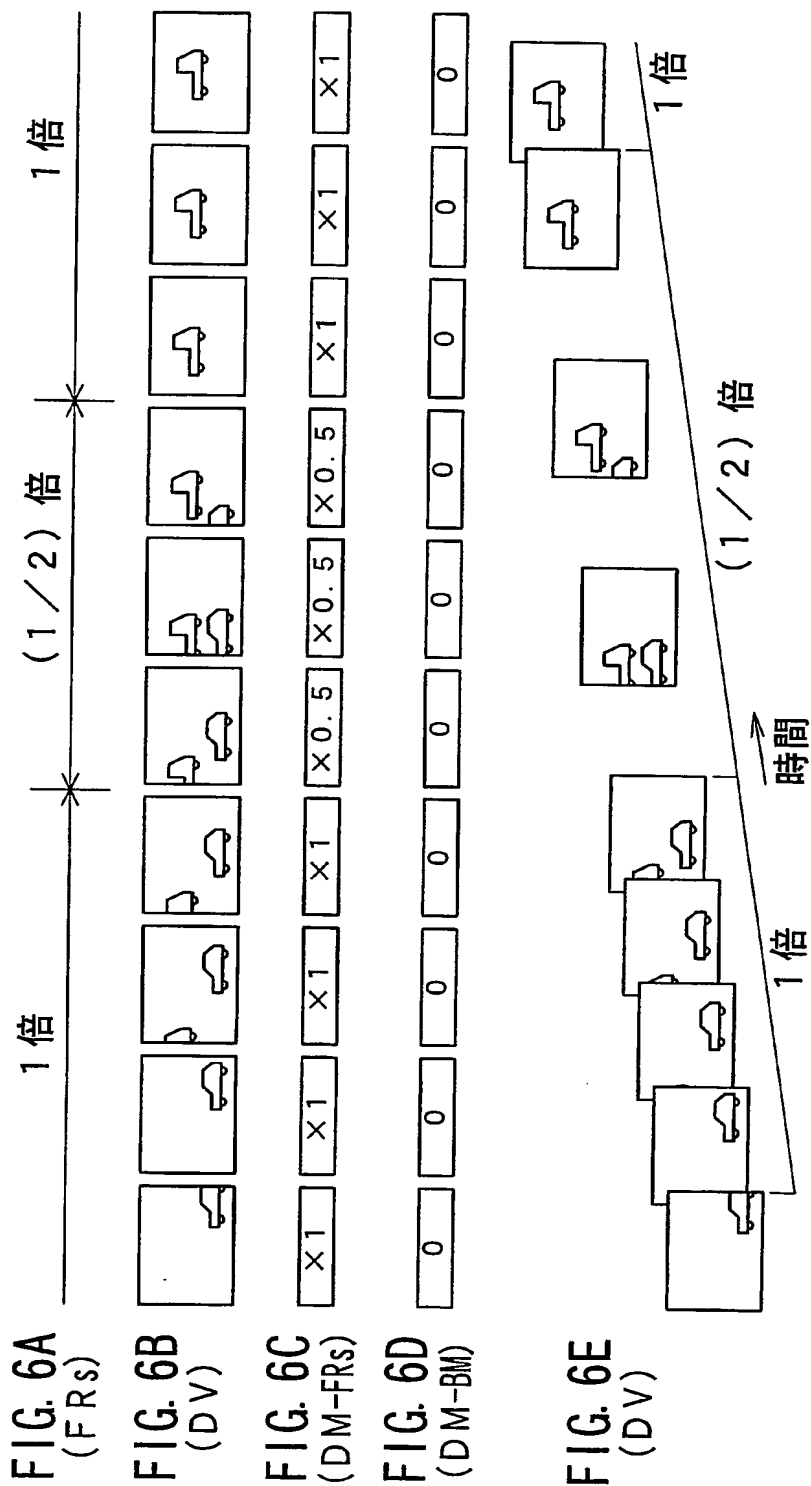 FIG. 6A
(FRs)
1倍
(1/2)倍
1倍
FIG. 6B
(DV)
FIG. 6C
(DM-FRs)
×1 ×1 ×1 ×1 ×0.5 ×0.5 ×0.5 ×1 ×1 ×1
FIG. 6D
(DM-BM)
0 0 0 0 0 0 0 0 0 0
FIG. 6E
(DV)
1倍
時間
(1/2)倍
1倍